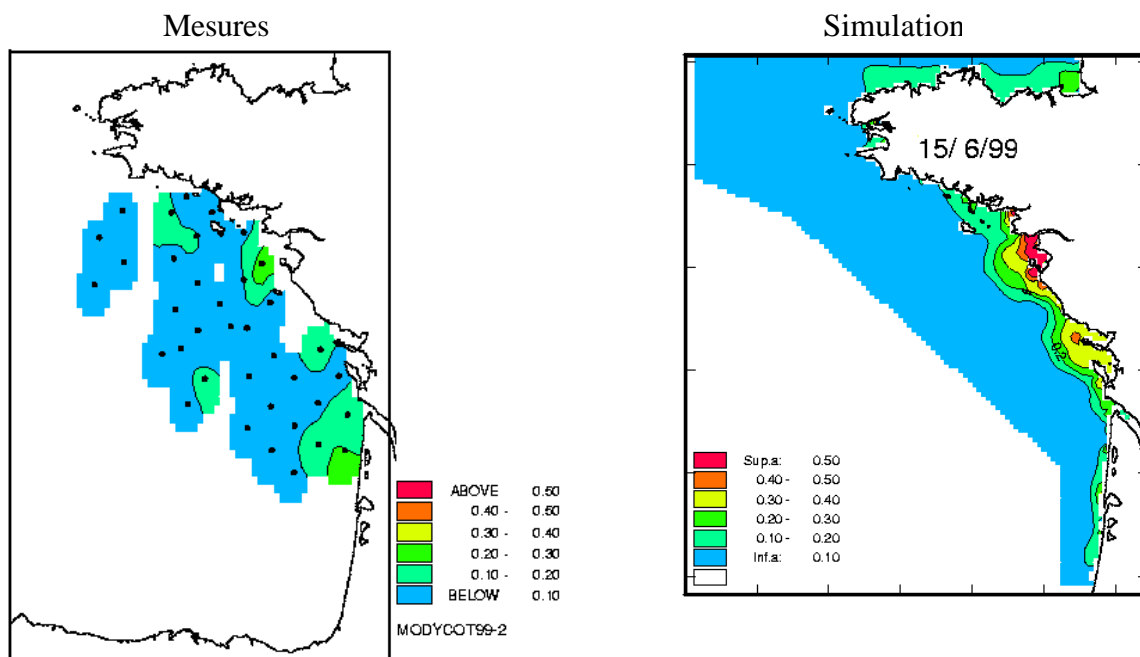 Mesures
Simulation
15/ 6/99
0.2
ABOVE 0.50
0.40 - 0.50
0.30 - 0.40
0.20 - 0.30
0.10 - 0.20
BELOW 0.10
MODYCOT99-2
Sup.a: 0.50
0.40 - 0.50
0.30 - 0.40
0.20 - 0.30
0.10 - 0.20
Inf.a: 0.10